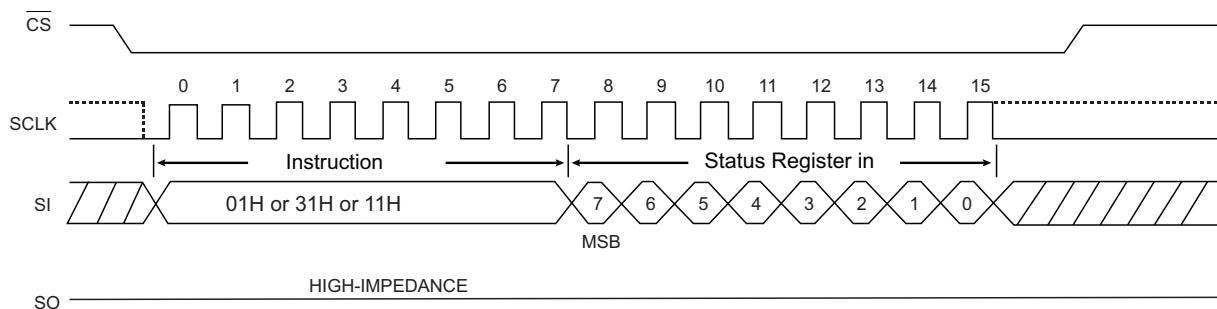 CS
0 1 2 3 4 5 6 7 8 9 10 11 12 13 14 15
SCLK
Instruction Status Register in
SI 01H or 31H or 11H 7 6 5 4 3 2 1 0
MSB
HIGH-IMPEDANCE
SO